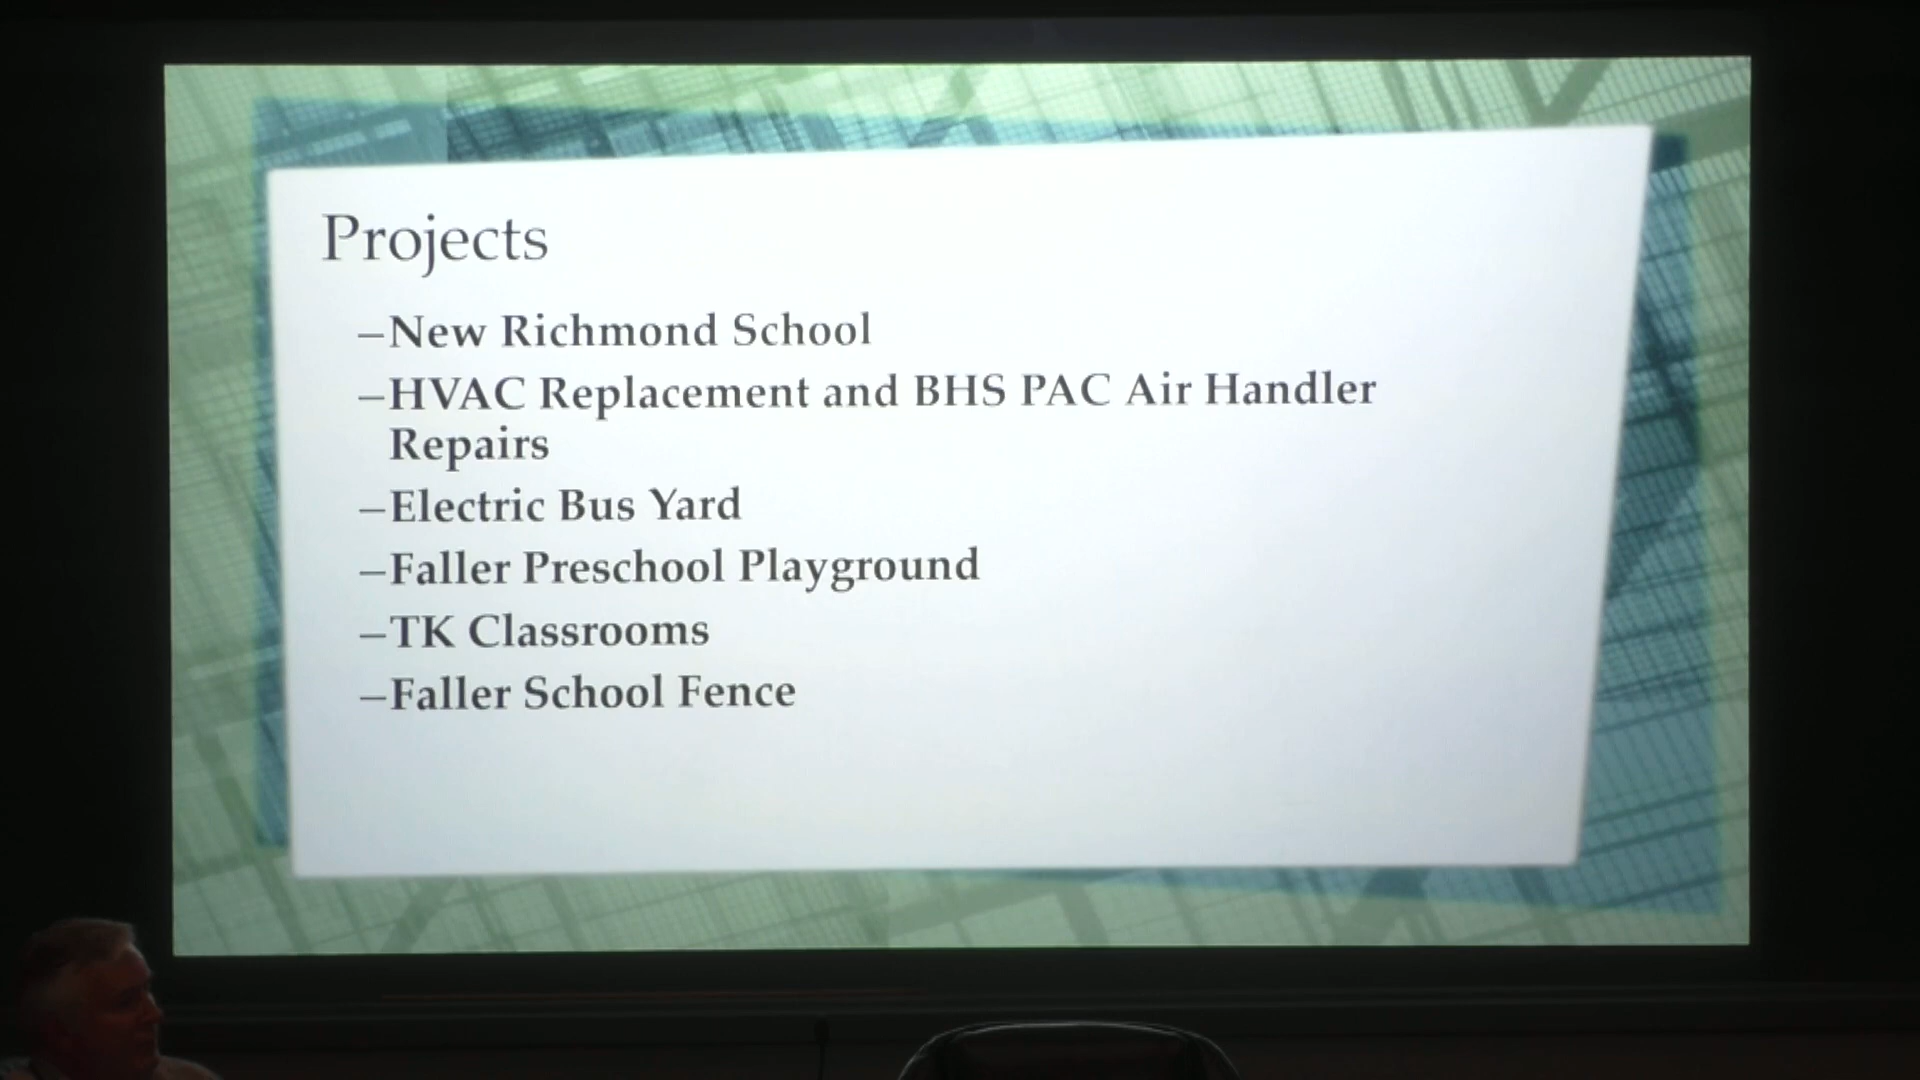 Projects
–New Richmond School
–HVAC Replacement and BHS PAC Air Handler
Repairs
–Electric Bus Yard
–Faller Preschool Playground
–TK Classrooms
–Faller School Fence